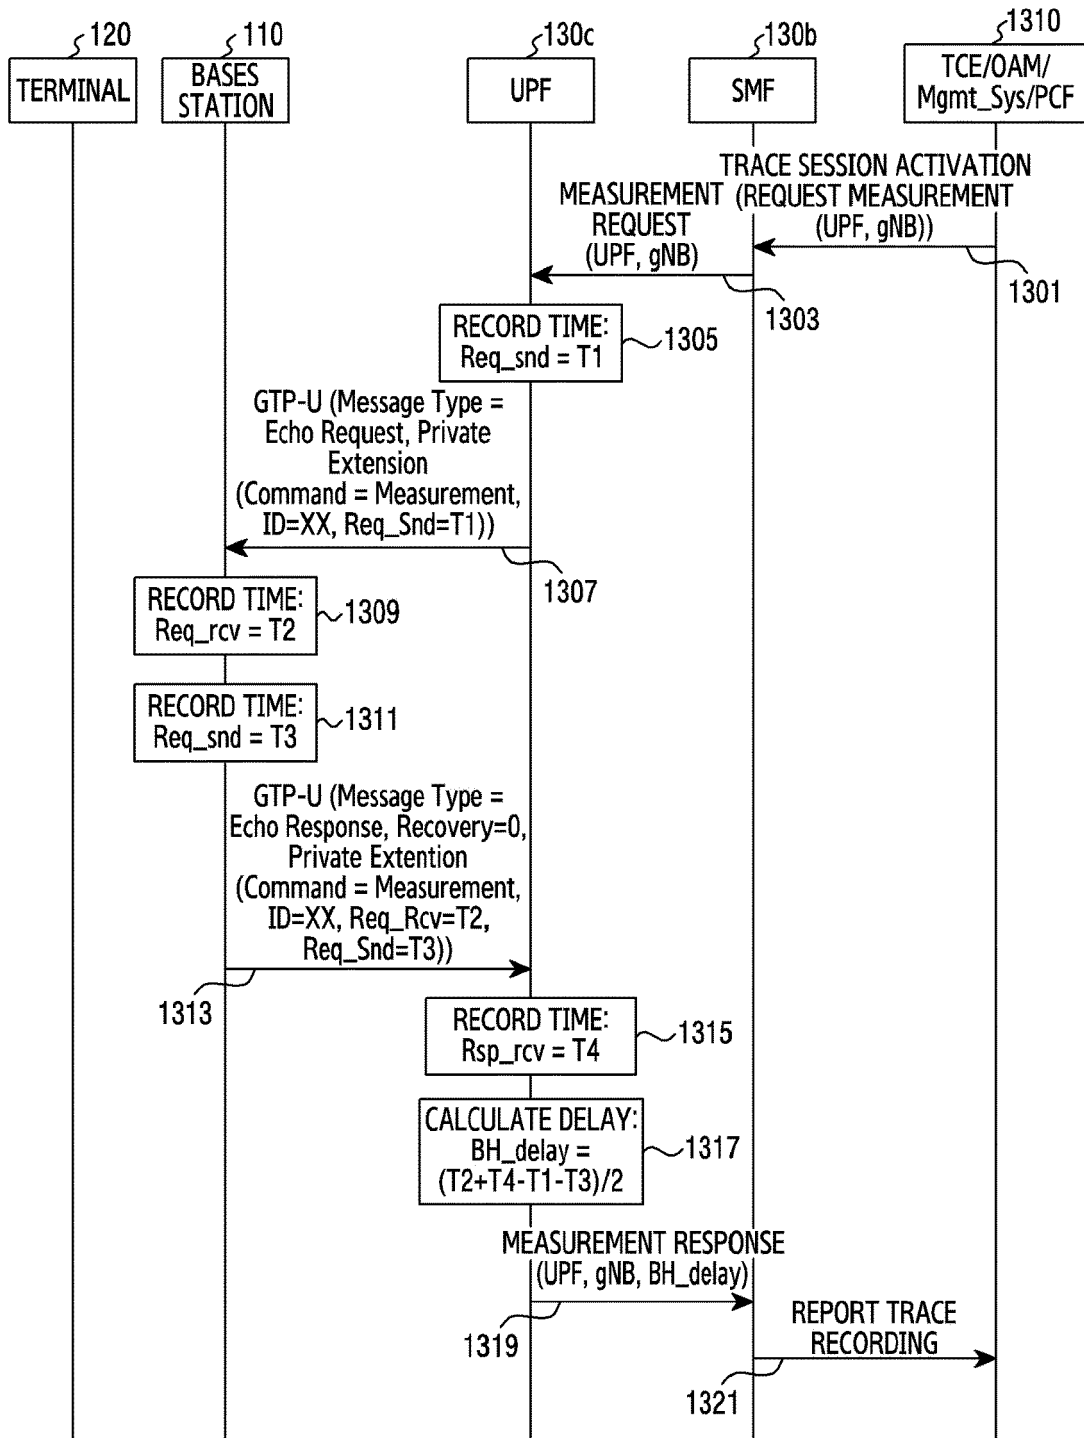 120
110
130c
130b
1310
TERMINAL
BASES
STATION
UPF
SMF
TCE/OAM/
Mgmt_Sys/PCF
TRACE SESSION ACTIVATION
(REQUEST MEASUREMENT
(UPF, gNB))
1301
MEASUREMENT
REQUEST
(UPF, gNB)
1303
RECORD TIME:
Req_snd = T1
1305
GTP-U (Message Type =
Echo Request, Private
Extension
(Command = Measurement,
ID=XX, Req_Snd=T1))
1307
RECORD TIME:
Req_rcv = T2
1309
RECORD TIME:
Req_snd = T3
1311
GTP-U (Message Type =
Echo Response, Recovery=0,
Private Extention
(Command = Measurement,
ID=XX, Req_Rcv=T2,
Req_Snd=T3))
1313
RECORD TIME:
Rsp_rcv = T4
1315
CALCULATE DELAY:
BH_delay =
(T2+T4-T1-T3)/2
1317
MEASUREMENT RESPONSE
(UPF, gNB, BH_delay)
1319
REPORT TRACE
RECORDING
1321